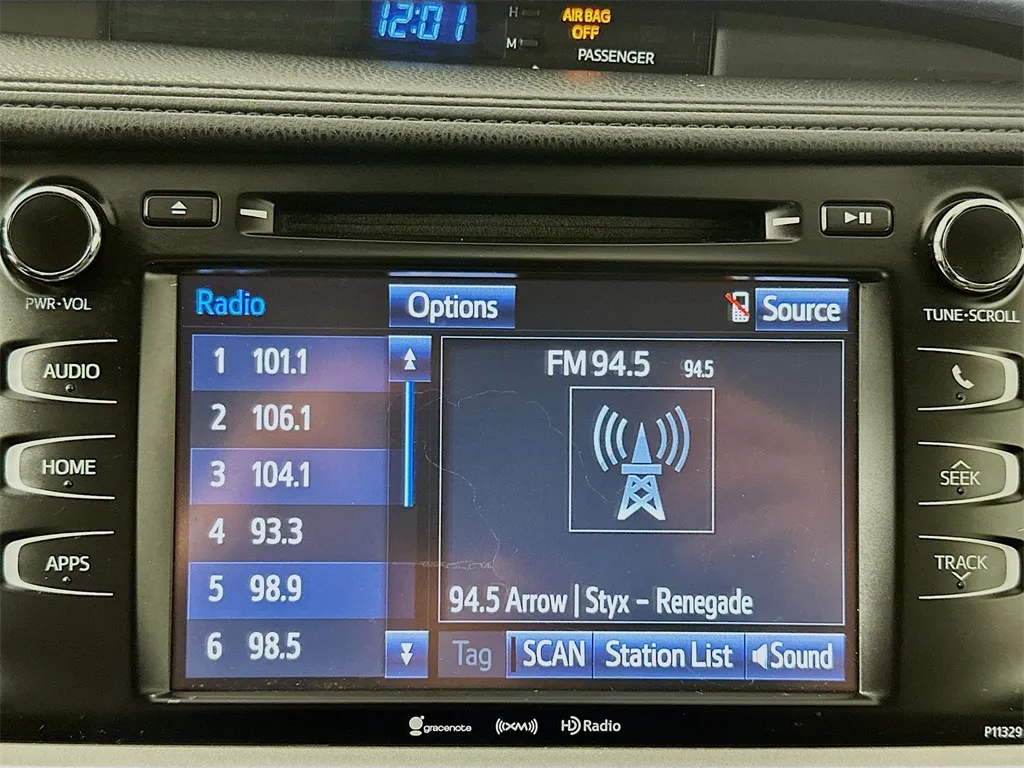 12:01
H
AIR BAG
OFF
M
PASSENGER
PWR·VOL
TUNE·SCROLL
AUDIO
HOME
APPS
Radio
Options
Source
1 101.1
2 106.1
3 104.1
4 93.3
5 98.9
6 98.5
FM 94.5 94.5
94.5 Arrow | Styx – Renegade
Tag
SCAN
Station List
Sound
SEEK
TRACK
gracenote
((XM))
HD Radio
P11329